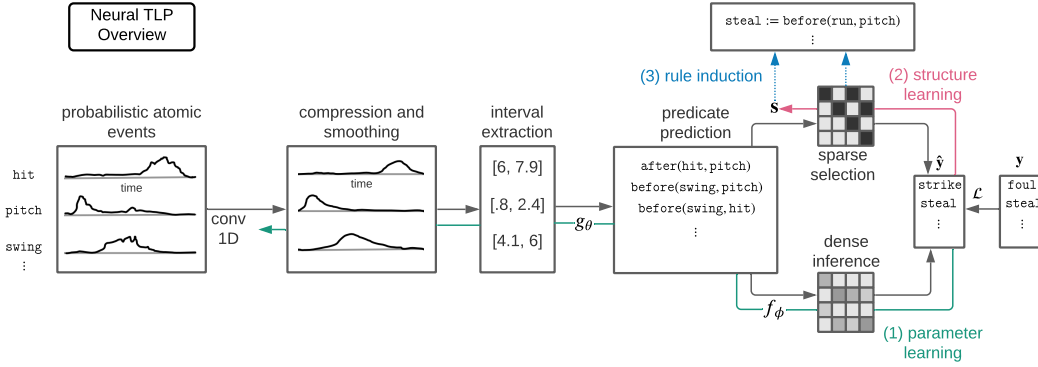 Neural TLP
Overview
steal := before(run, pitch)
⋮
(3) rule induction
(2) structure
learning
s
probabilistic atomic
events
compression and
smoothing
interval
extraction
predicate
prediction
sparse
selection
hit
pitch
swing
⋮
time
conv
1D
time
[6, 7.9]
[.8, 2.4]
[4.1, 6]
gθ
after(hit, pitch)
before(swing, pitch)
before(swing, hit)
⋮
dense
inference
fϕ
ŷ
strike
steal
⋮
ℒ
y
foul
steal
⋮
(1) parameter
learning